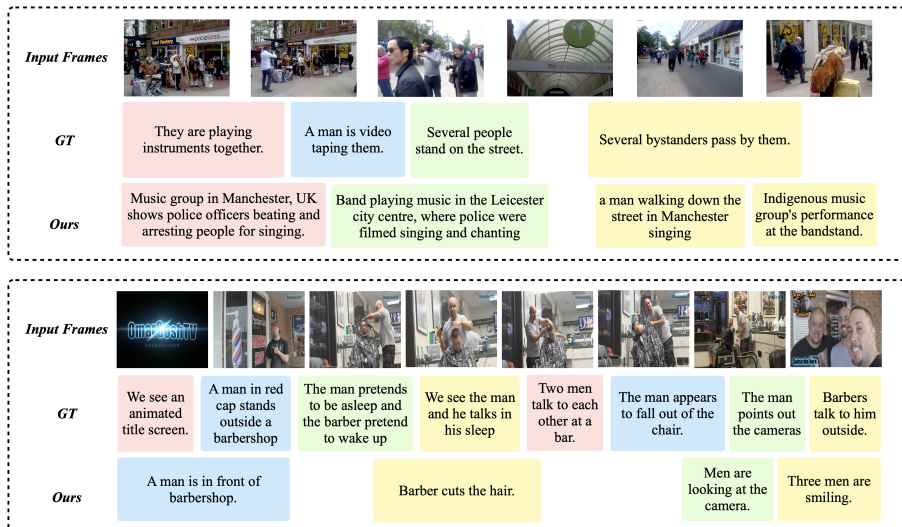 Input Frames
priceless
GT
They are playing
instruments together.
A man is video
taping them.
Several people
stand on the street.
Several bystanders pass by them.
Ours
Music group in Manchester, UK
shows police officers beating and
arresting people for singing.
Band playing music in the Leicester
city centre, where police were
filmed singing and chanting
a man walking down the
street in Manchester
singing
Indigenous music
group's performance
at the bandstand.
Input Frames
OmarGoshTV
GT
We see an
animated
title screen.
A man in red
cap stands
outside a
barbershop
The man pretends
to be asleep and
the barber pretend
to wake up
We see the man
and he talks in
his sleep
Two men
talk to each
other at a
bar.
The man appears
to fall out of the
chair.
The man
points out
the cameras
Barbers
talk to him
outside.
Ours
A man is in front of
barbershop.
Barber cuts the hair.
Men are
looking at the
camera.
Three men are
smiling.